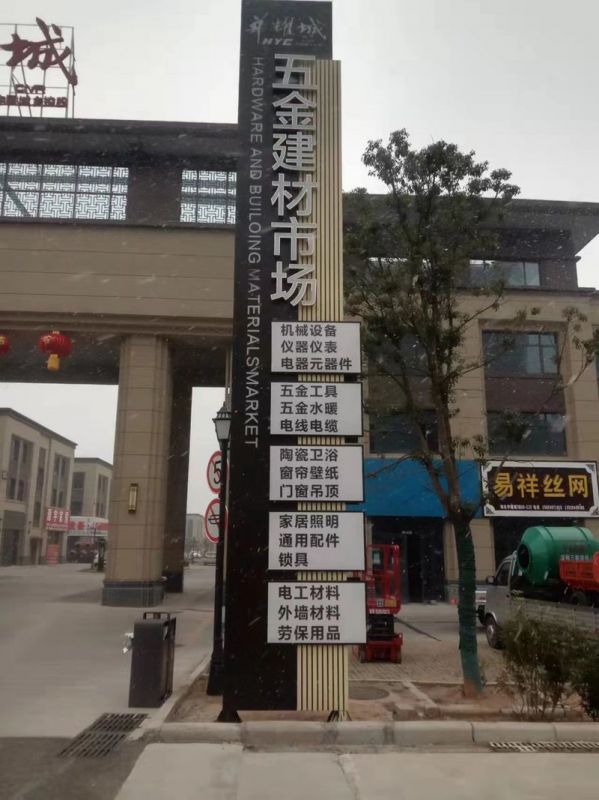 城
华耀城
HYC
五金建材市场
HARDWARE AND BUILOING MATERIALSMARKET
机械设备
仪器仪表
电器元器件
五金工具
五金水暖
电线电缆
陶瓷卫浴
窗帘壁纸
门窗吊顶
家居照明
通用配件
锁具
电工材料
外墙材料
劳保用品
易祥丝网
5